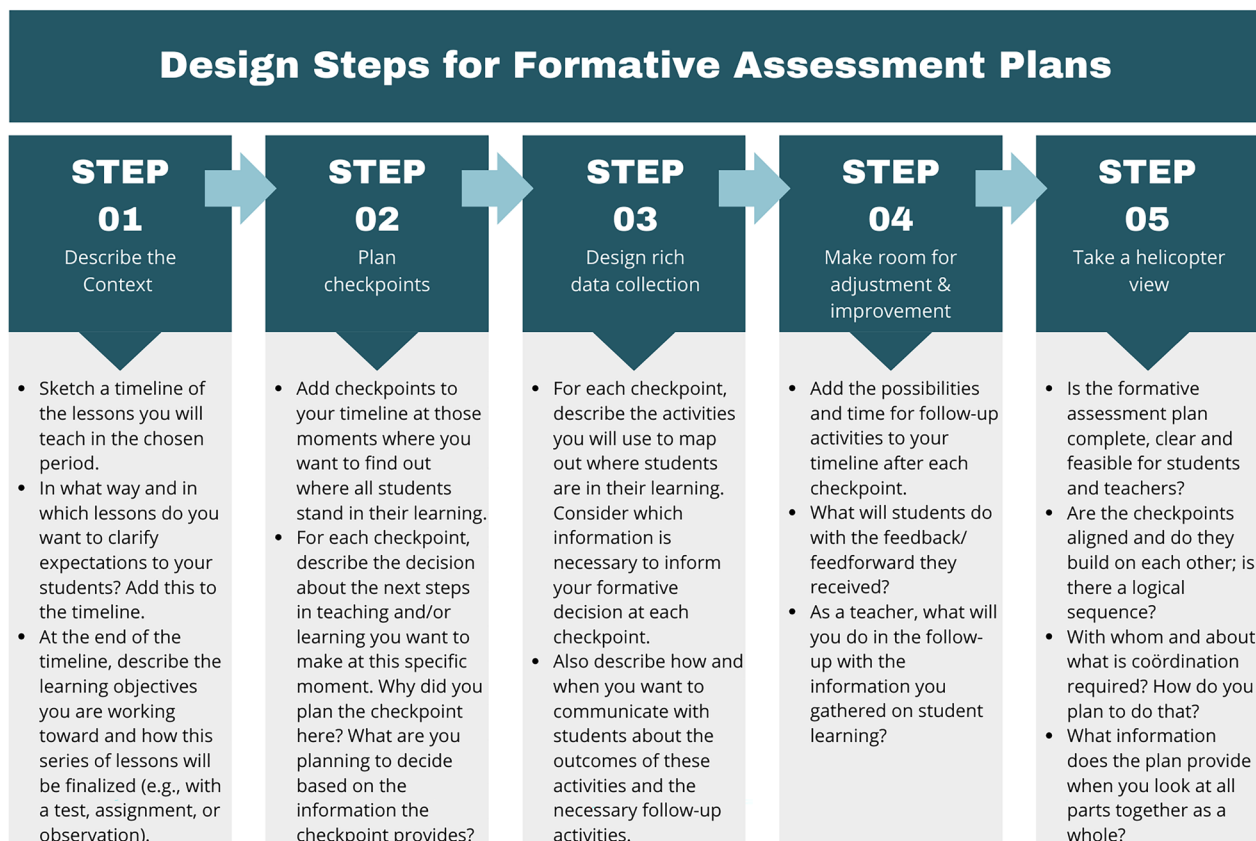 Design Steps for Formative Assessment Plans
STEP
01
Describe the
Context
• Sketch a timeline of
the lessons you will
teach in the chosen
period.
• In what way and in
which lessons do you
want to clarify
expectations to your
students? Add this to
the timeline.
• At the end of the
timeline, describe the
learning objectives
you are working
toward and how this
series of lessons will
be finalized (e.g., with
a test, assignment, or
observation).
STEP
02
Plan
checkpoints
• Add checkpoints to
your timeline at those
moments where you
want to find out
where all students
stand in their learning.
• For each checkpoint,
describe the decision
about the next steps
in teaching and/or
learning you want to
make at this specific
moment. Why did you
plan the checkpoint
here? What are you
planning to decide
based on the
information the
checkpoint provides?
STEP
03
Design rich
data collection
• For each checkpoint,
describe the activities
you will use to map
out where students
are in their learning.
Consider which
information is
necessary to inform
your formative
decision at each
checkpoint.
• Also describe how and
when you want to
communicate with
students about the
outcomes of these
activities and the
necessary follow-up
activities.
STEP
04
Make room for
adjustment &
improvement
• Add the possibilities
and time for follow-up
activities to your
timeline after each
checkpoint.
• What will students do
with the feedback/
feedforward they
received?
• As a teacher, what will
you do in the follow-
up with the
information you
gathered on student
learning?
STEP
05
Take a helicopter
view
• Is the formative
assessment plan
complete, clear and
feasible for students
and teachers?
• Are the checkpoints
aligned and do they
build on each other; is
there a logical
sequence?
• With whom and about
what is coördination
required? How do you
plan to do that?
• What information
does the plan provide
when you look at all
parts together as a
whole?